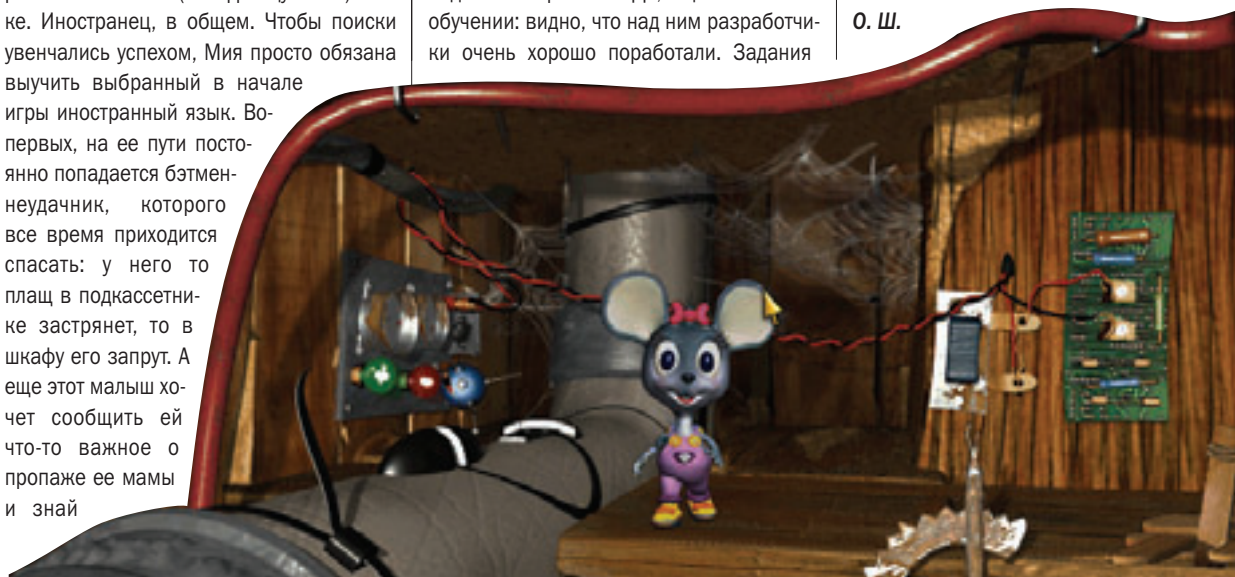 ке. Иностранец, в общем. Чтобы поиски
увенчались успехом, Мия просто обязана
выучить выбранный в начале
игры иностранный язык. Во-
первых, на ее пути посто-
янно попадается бэтмен-
неудачник, которого
все время приходится
спасать: у него то
плащ в подкассетни-
ке застрянет, то в
шкафу его запрут. А
еще этот малыш хо-
чет сообщить ей
что-то важное о
пропаже ее мамы
и знай
обучении: видно, что над ним разработчи-
ки очень хорошо поработали. Задания
О. Ш.